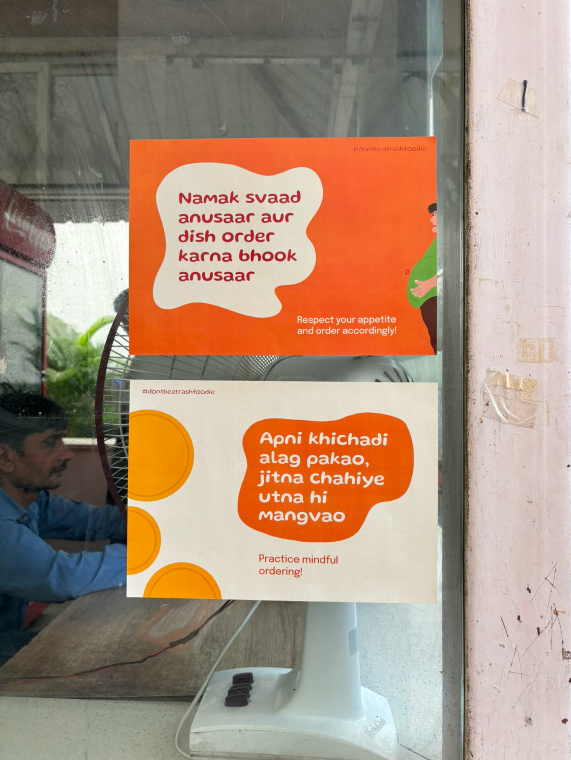 #dontbeatrashfoodie
Namak svaad
anusaar aur
dish order
karna bhook
anusaar
Respect your appetite
and order accordingly!
#dontbeatrashfoodie
Apni khichadi
alag pakao,
jitna chahiye
utna hi
mangvao
Practice mindful
ordering!